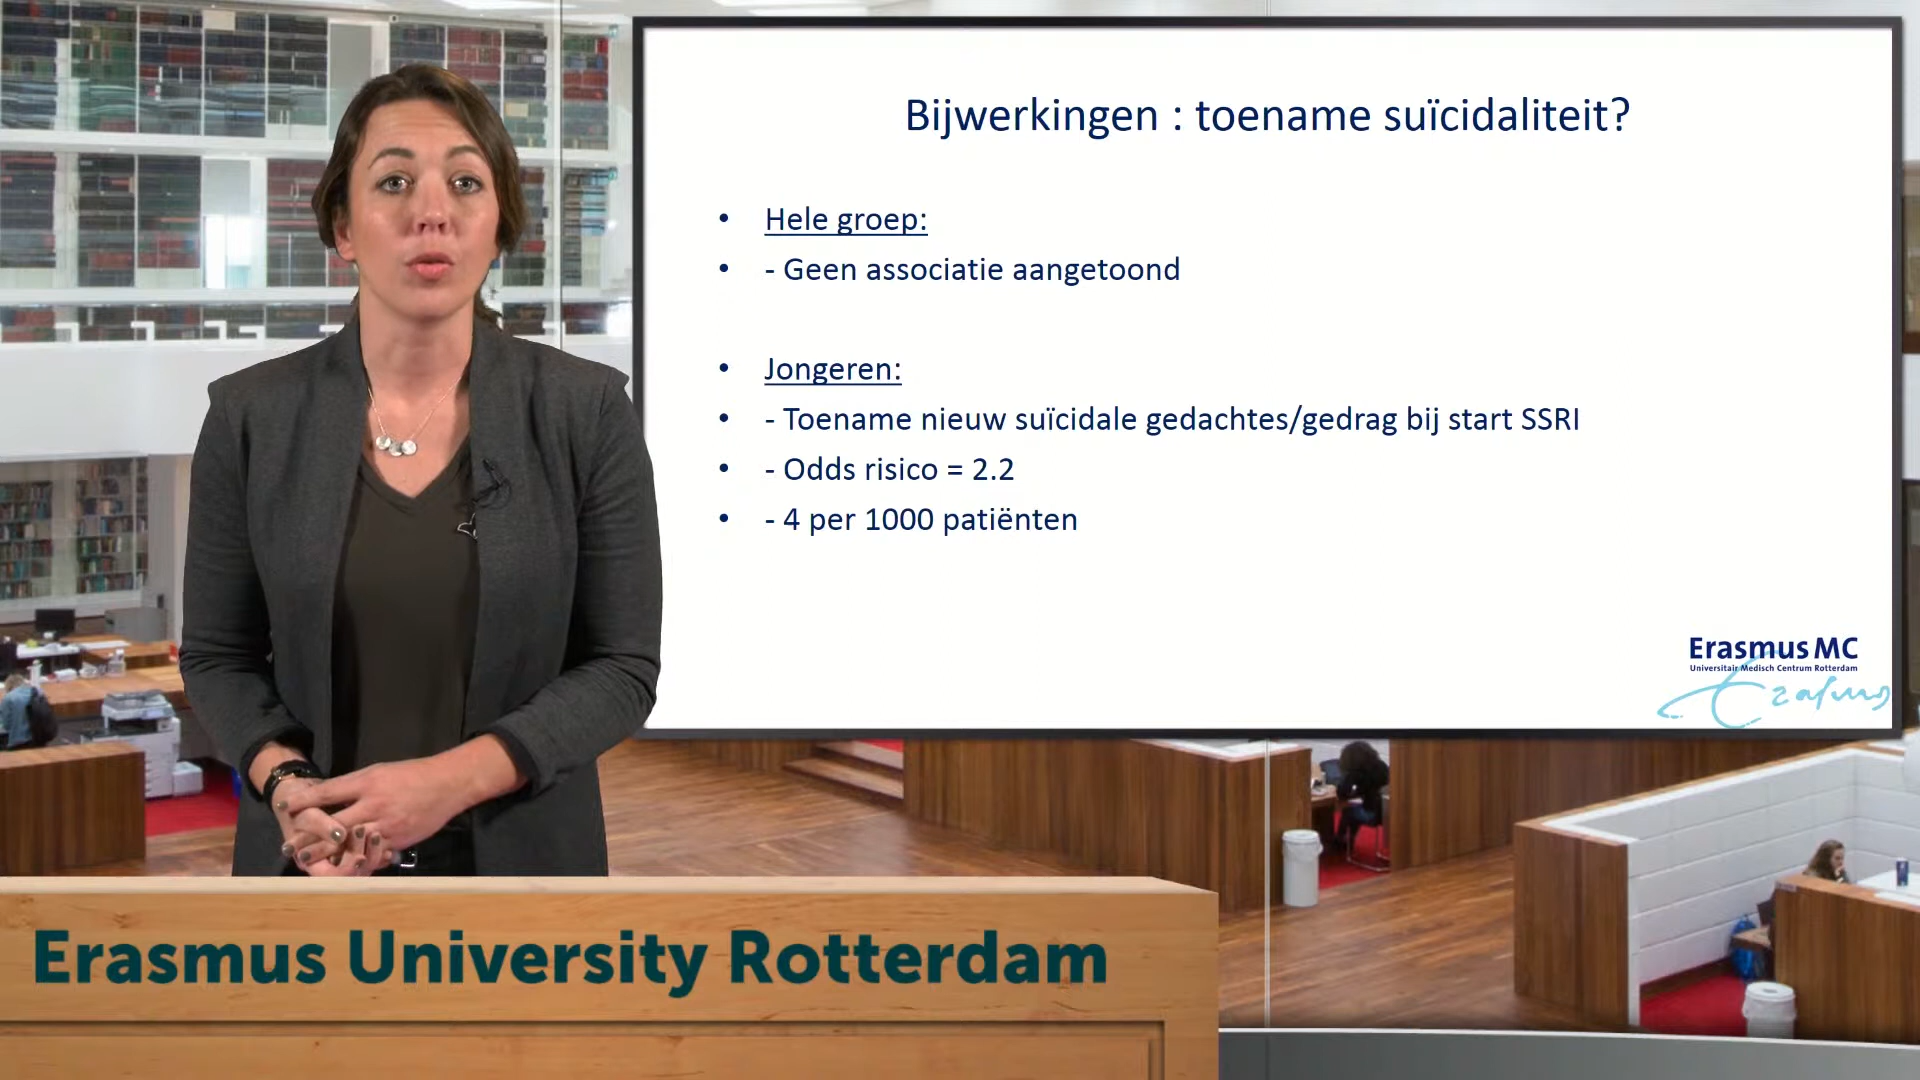 Bijwerkingen : toename suïcidaliteit?
• Hele groep:
• - Geen associatie aangetoond
• Jongeren:
• - Toename nieuw suïcidale gedachtes/gedrag bij start SSRI
• - Odds risico = 2.2
• - 4 per 1000 patiënten
Erasmus MC
Universitair Medisch Centrum Rotterdam
Erasmus
Erasmus University Rotterdam